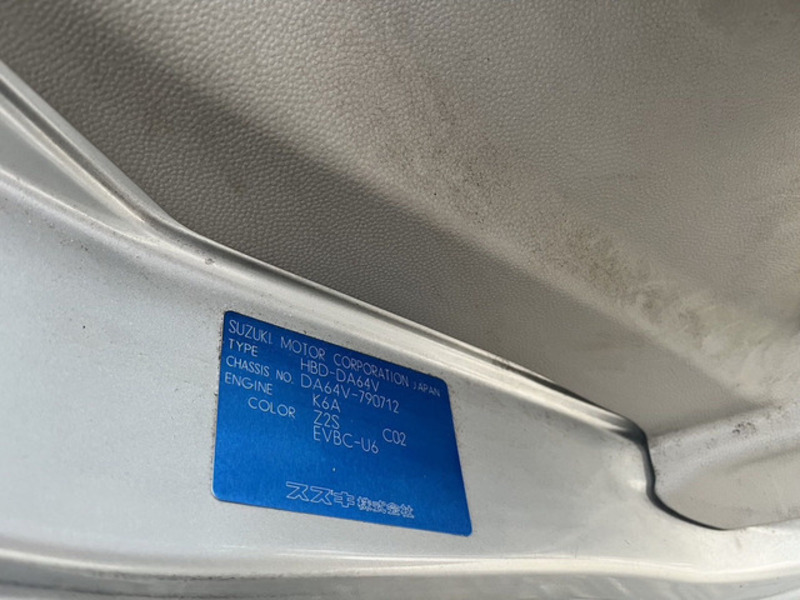 SUZUKI MOTOR CORPORATION JAPAN
TYPE HBD-DA64V
CHASSIS NO. DA64V-790712
ENGINE K6A
COLOR Z2S C02
EVBC-U6
スズキ株式会社